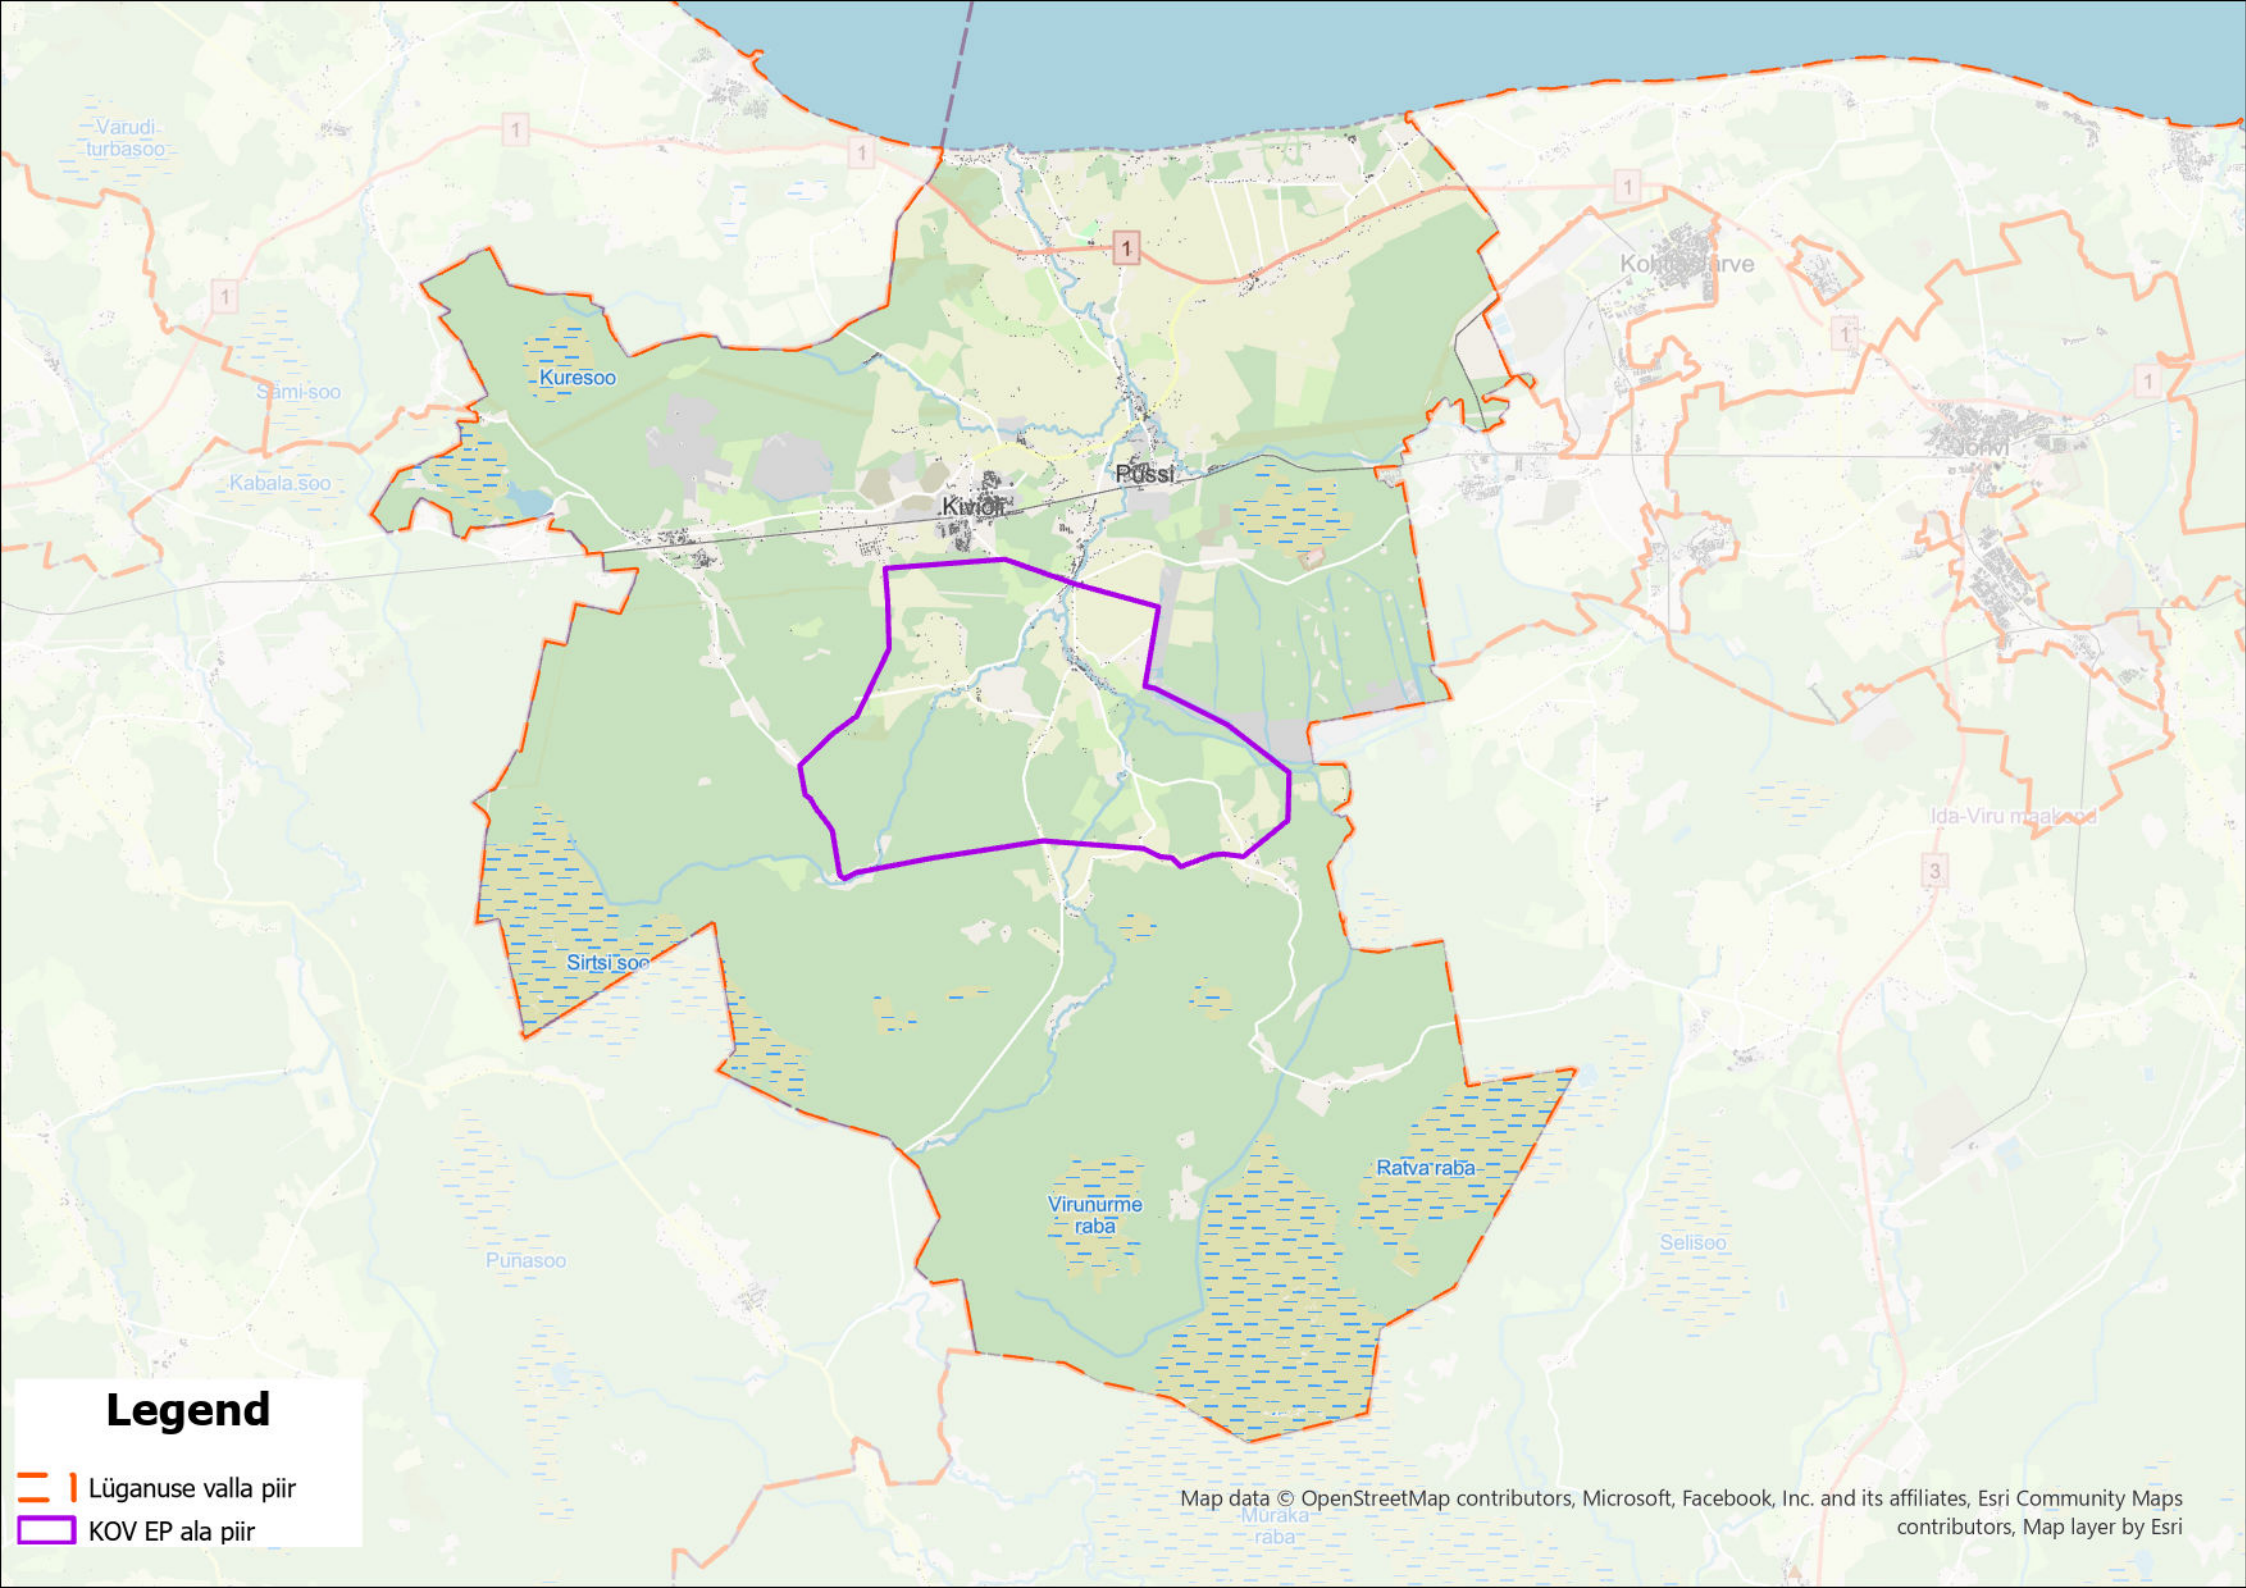 Varudi
turbasoo
1
1
1
1
1
Kohtla-Järve
1
1
Kuresoo
Sämi soo
Kabala soo
Püssi
Kiviõli
Jõhvi
Ida-Viru maakond
3
Sirtsi soo
Ratva raba
Virunurme
raba
Punasoo
Selisoo
Muraka
raba
Legend
Lüganuse valla piir
KOV EP ala piir
Map data © OpenStreetMap contributors, Microsoft, Facebook, Inc. and its affiliates, Esri Community Maps
contributors, Map layer by Esri